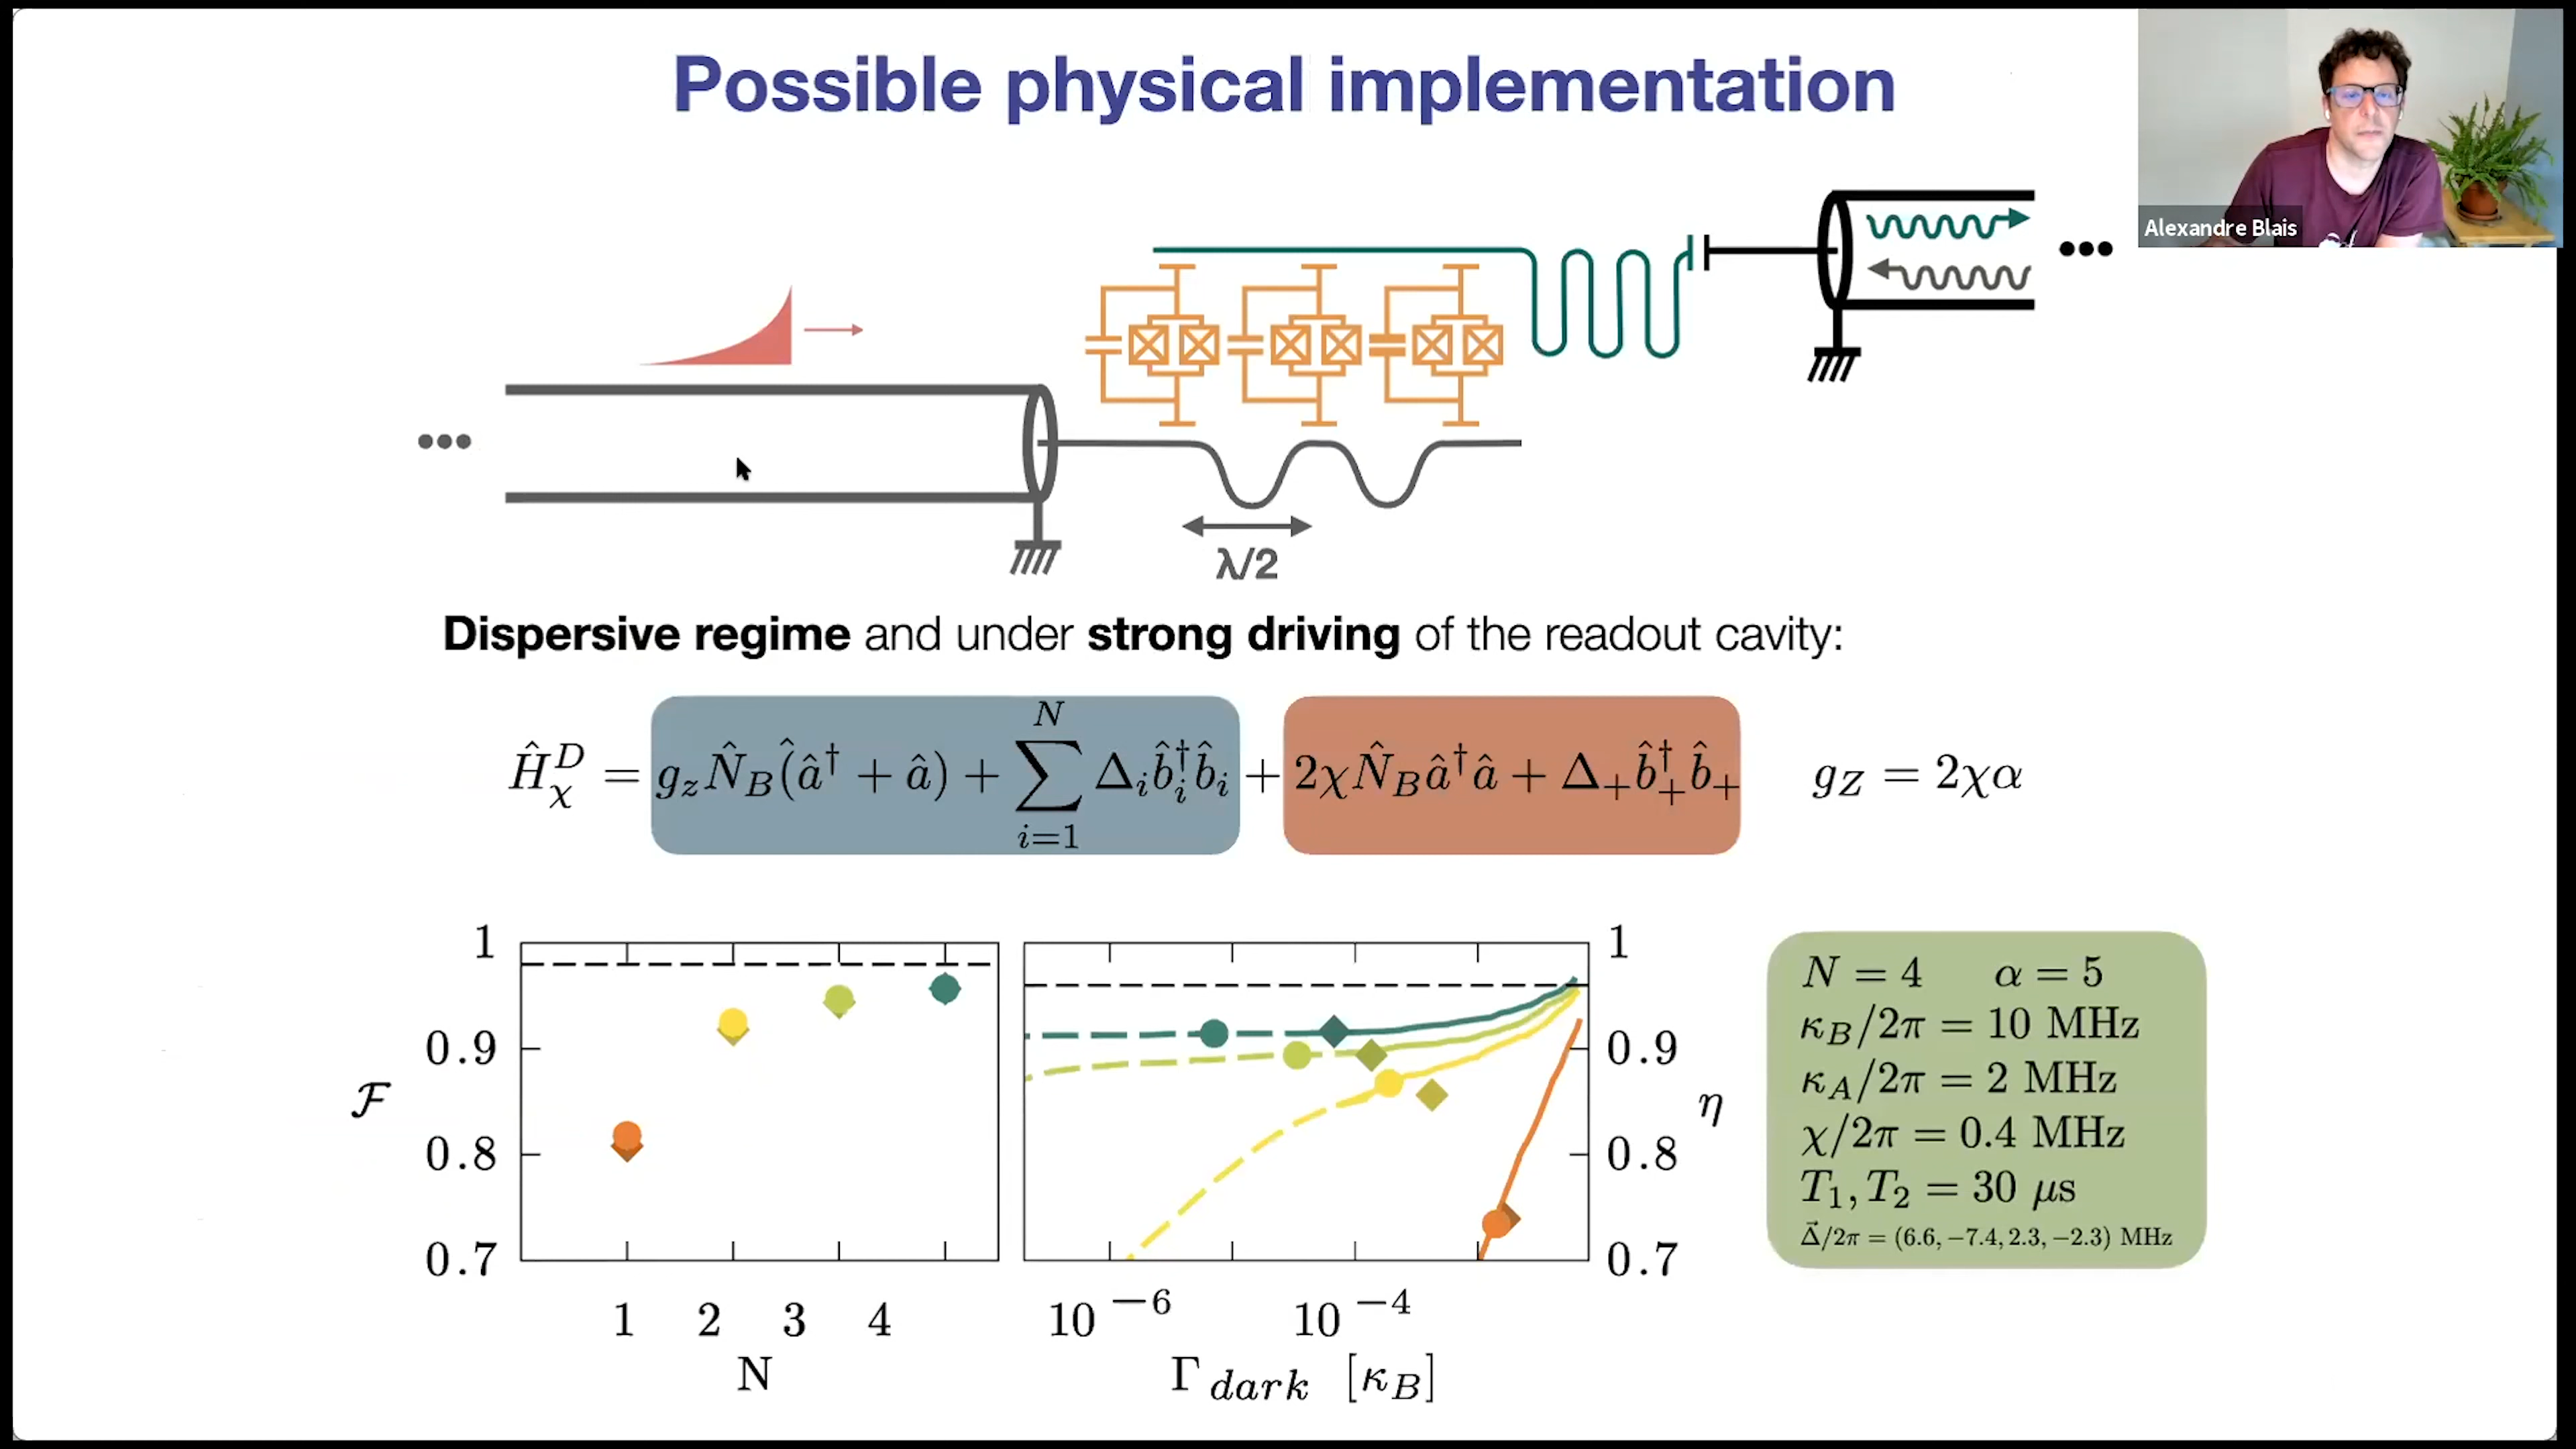 Possible physical implementation
Alexandre Blais
λ/2
Dispersive regime and under strong driving of the readout cavity:
Ĥ_χ^D = g_z N̂_B (â† + â) + ∑_{i=1}^{N} Δ_i b̂_i† b̂_i + 2χ N̂_B â† â + Δ_+ b̂_+† b̂_+    g_Z = 2χα
1
0.9
0.8
0.7
ℱ
1 2 3 4
N
1
0.9
0.8
0.7
η
10^−6 10^−4
Γ_dark [κ_B]
N = 4 α = 5
κ_B/2π = 10 MHz
κ_A/2π = 2 MHz
χ/2π = 0.4 MHz
T_1, T_2 = 30 μs
Δ⃗/2π = (6.6, −7.4, 2.3, −2.3) MHz